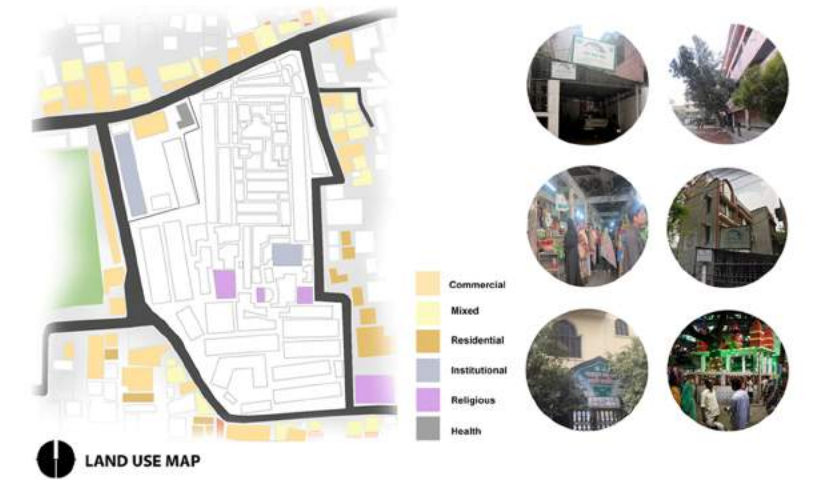 Commercial
Mixed
Residential
Institutional
Religious
Health
LAND USE MAP